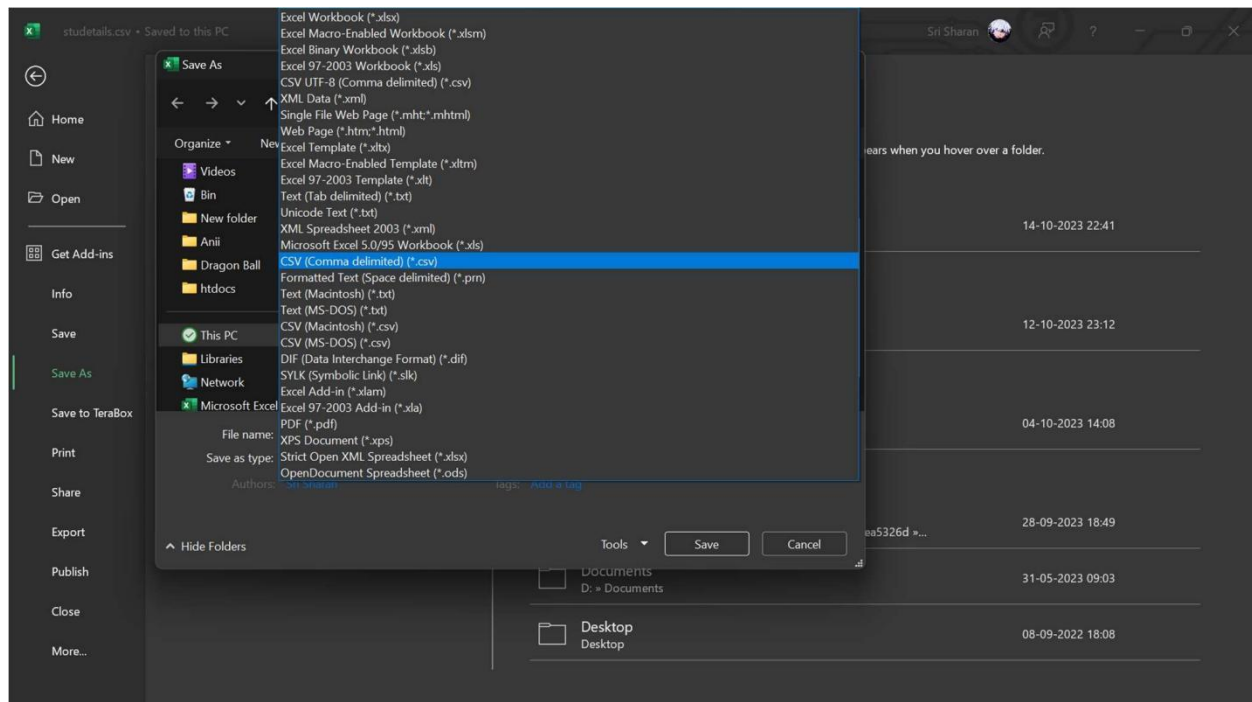 studetails.csv • Saved to this PC
Sri Sharan
?
Home
New
Open
Get Add-ins
Info
Save
Save As
Save to TeraBox
Print
Share
Export
Publish
Close
More...
Save As
Organize
Videos
Bin
New folder
Anii
Dragon Ball
htdocs
This PC
Libraries
Network
Microsoft Excel
File name:
Save as type:
Authors: Sri Sharan
Tags: Add a tag
Hide Folders
Tools
Save
Cancel
Excel Workbook (*.xlsx)
Excel Macro-Enabled Workbook (*.xlsm)
Excel Binary Workbook (*.xlsb)
Excel 97-2003 Workbook (*.xls)
CSV UTF-8 (Comma delimited) (*.csv)
XML Data (*.xml)
Single File Web Page (*.mht;*.mhtml)
Web Page (*.htm;*.html)
Excel Template (*.xltx)
Excel Macro-Enabled Template (*.xltm)
Excel 97-2003 Template (*.xlt)
Text (Tab delimited) (*.txt)
Unicode Text (*.txt)
XML Spreadsheet 2003 (*.xml)
Microsoft Excel 5.0/95 Workbook (*.xls)
CSV (Comma delimited) (*.csv)
Formatted Text (Space delimited) (*.prn)
Text (Macintosh) (*.txt)
Text (MS-DOS) (*.txt)
CSV (Macintosh) (*.csv)
CSV (MS-DOS) (*.csv)
DIF (Data Interchange Format) (*.dif)
SYLK (Symbolic Link) (*.slk)
Excel Add-in (*.xlam)
Excel 97-2003 Add-in (*.xla)
PDF (*.pdf)
XPS Document (*.xps)
Strict Open XML Spreadsheet (*.xlsx)
OpenDocument Spreadsheet (*.ods)
when you hover over a folder.
14-10-2023 22:41
12-10-2023 23:12
04-10-2023 14:08
ea5326d »...
28-09-2023 18:49
Documents
D: » Documents
31-05-2023 09:03
Desktop
Desktop
08-09-2022 18:08